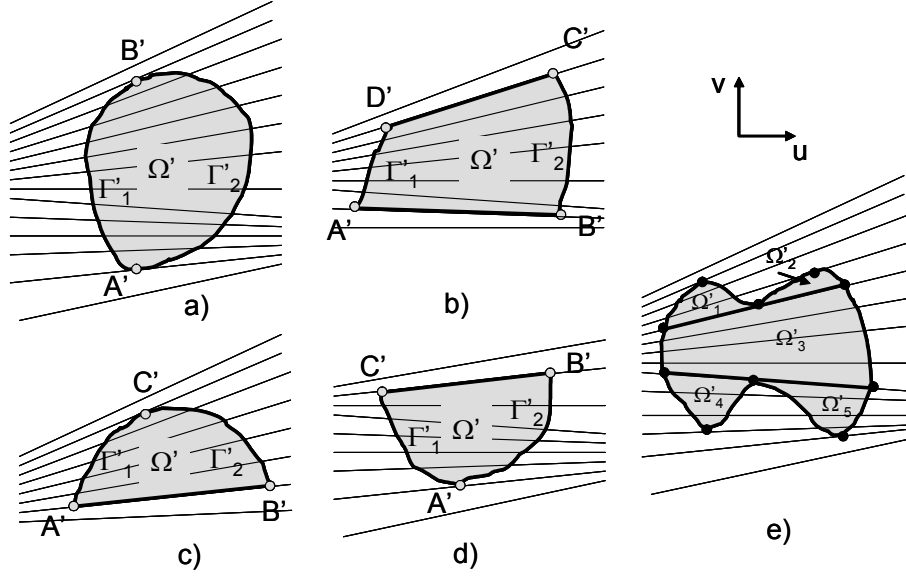 B'
Γ'₁ Ω' Γ'₂
A'
a)
C'
D'
Γ'₁ Ω' Γ'₂
A' B'
b)
v
u
C'
Γ'₁ Ω' Γ'₂
A' B'
c)
C' B'
Γ'₁ Ω' Γ'₂
A'
d)
Ω'₂
Ω'₁
Ω'₃
Ω'₄ Ω'₅
e)